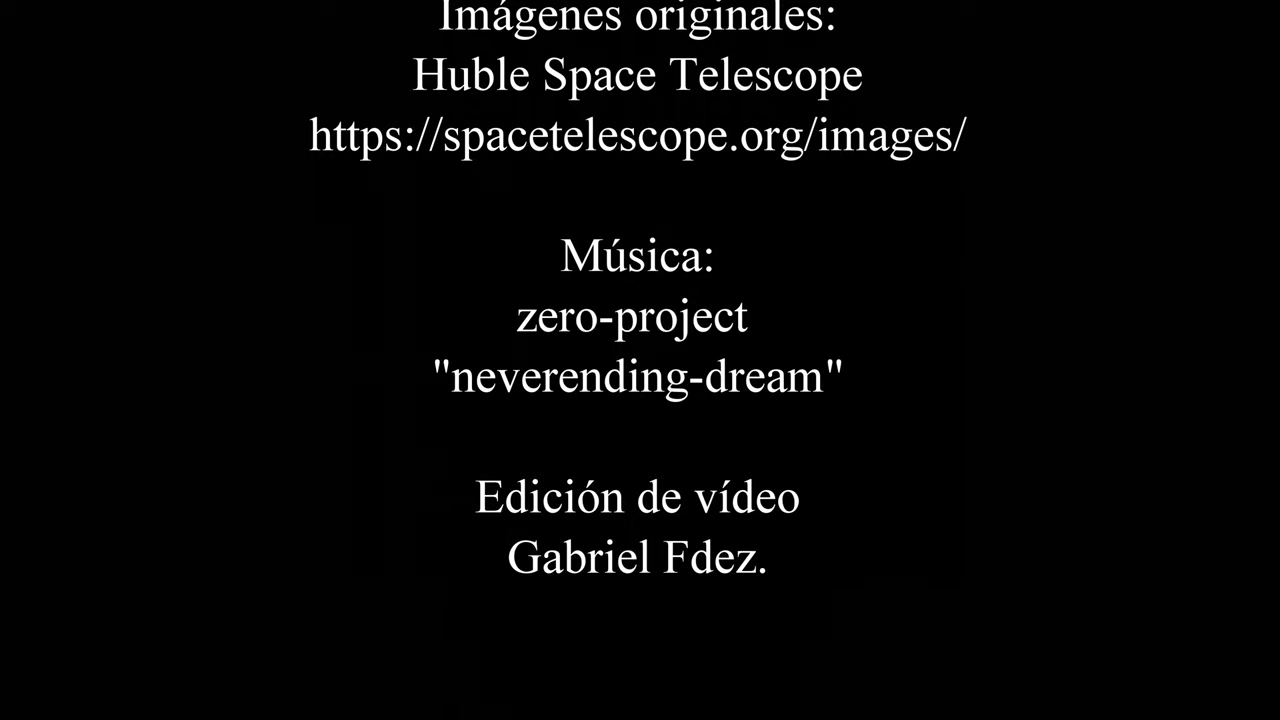 Imágenes originales:
Huble Space Telescope
https://spacetelescope.org/images/
Música:
zero-project
"neverending-dream"
Edición de vídeo
Gabriel Fdez.